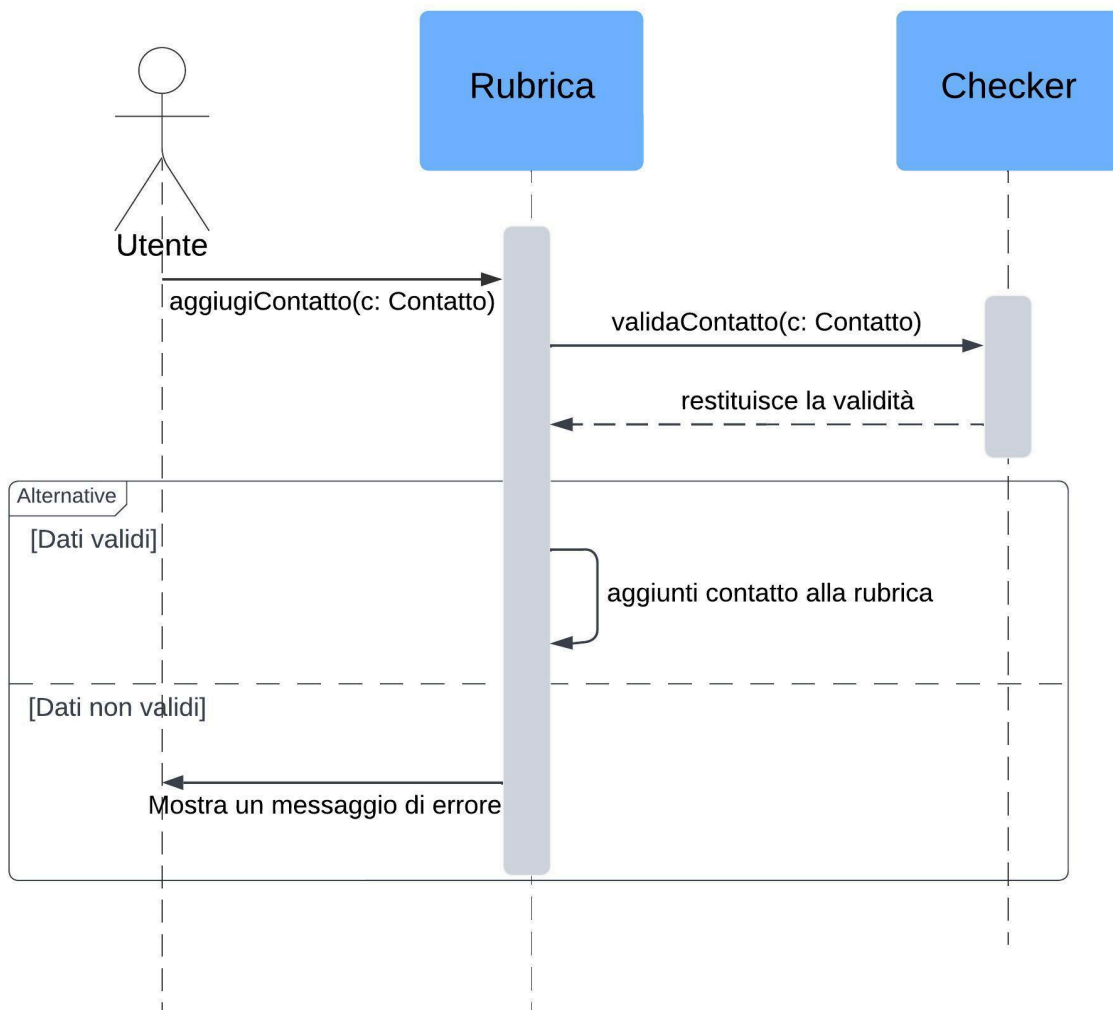 Rubrica
Checker
Utente
aggiugiContatto(c: Contatto)
validaContatto(c: Contatto)
restituisce la validità
Alternative
[Dati validi]
aggiunti contatto alla rubrica
[Dati non validi]
Mostra un messaggio di errore